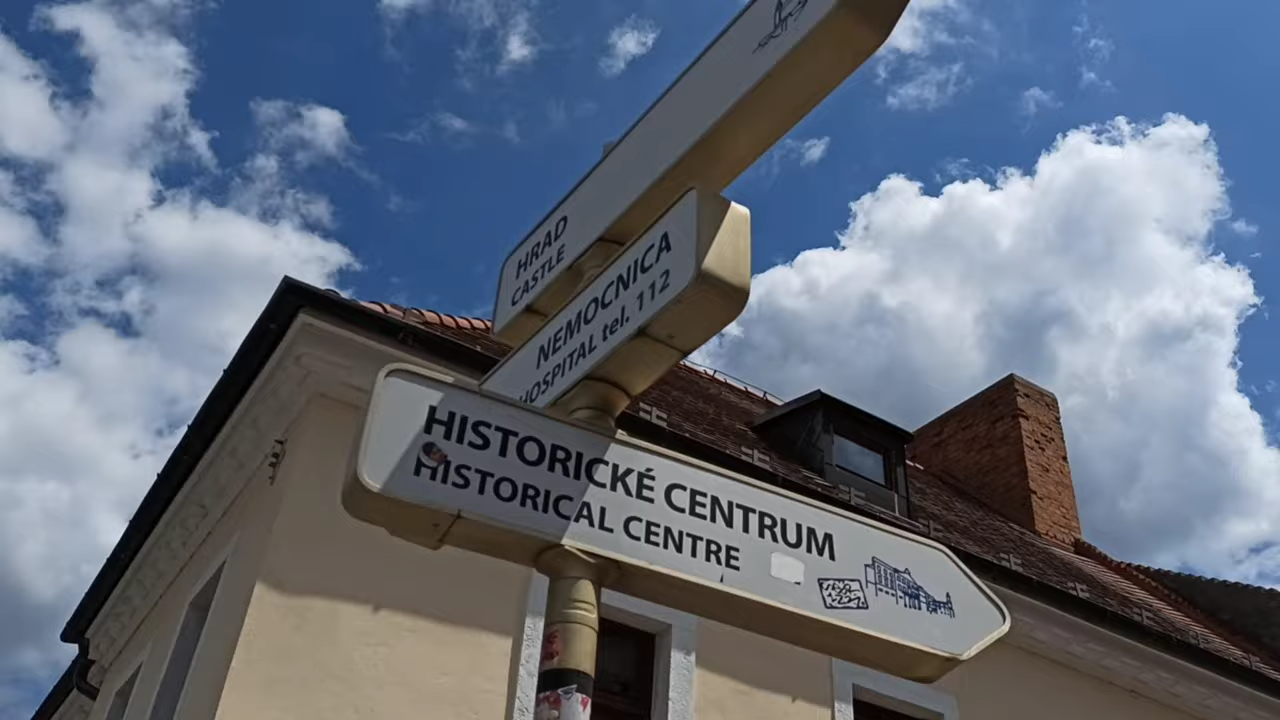 HRAD
CASTLE
NEMOCNICA
HOSPITAL tel. 112
HISTORICKÉ CENTRUM
HISTORICAL CENTRE